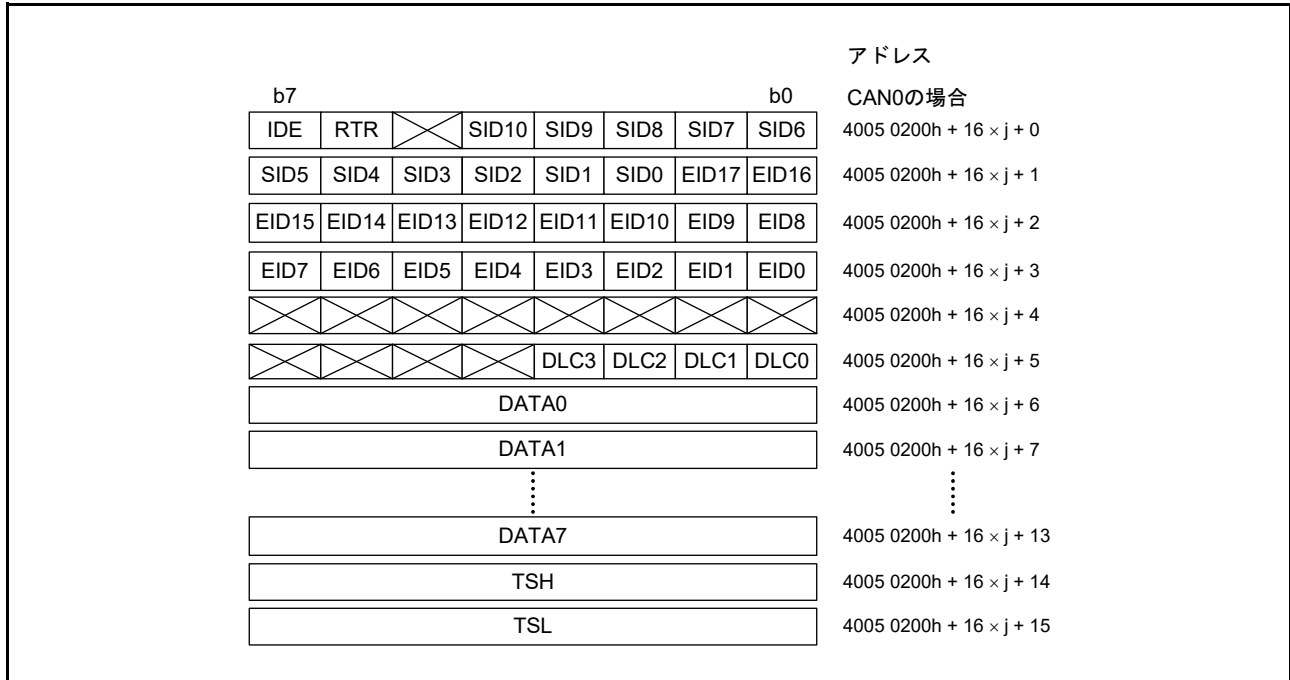 アドレス
b7 b0 CAN0の場合
IDE RTR SID10 SID9 SID8 SID7 SID6 4005 0200h + 16 × j + 0
SID5 SID4 SID3 SID2 SID1 SID0 EID17 EID16 4005 0200h + 16 × j + 1
EID15 EID14 EID13 EID12 EID11 EID10 EID9 EID8 4005 0200h + 16 × j + 2
EID7 EID6 EID5 EID4 EID3 EID2 EID1 EID0 4005 0200h + 16 × j + 3
4005 0200h + 16 × j + 4
DLC3 DLC2 DLC1 DLC0 4005 0200h + 16 × j + 5
DATA0 4005 0200h + 16 × j + 6
DATA1 4005 0200h + 16 × j + 7
DATA7 4005 0200h + 16 × j + 13
TSH 4005 0200h + 16 × j + 14
TSL 4005 0200h + 16 × j + 15